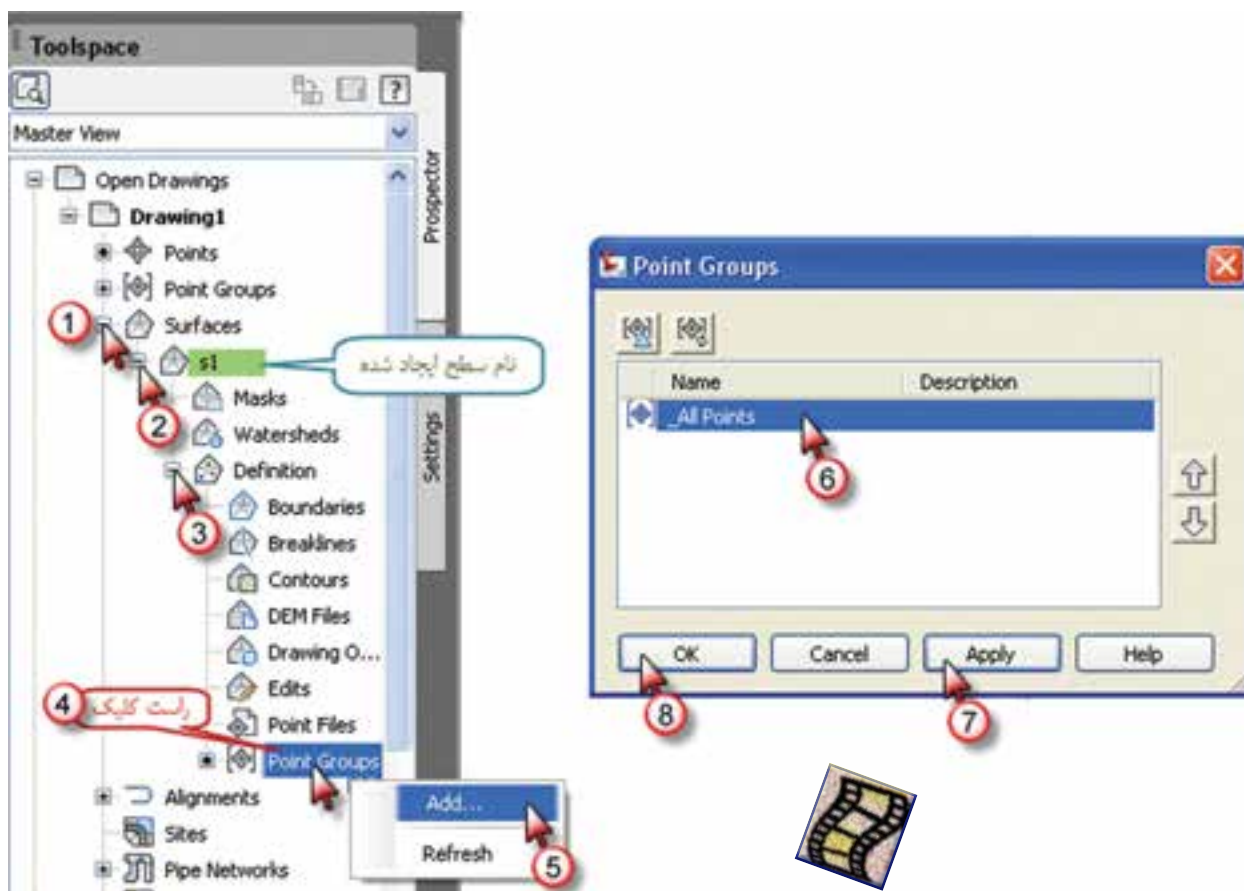 Toolspace
Master View
Open Drawings
Drawing1
Points
Point Groups
1
Surfaces
s1
نام سطح ایجاد شده
2
Masks
Watersheds
3
Definition
Boundaries
Breaklines
Contours
DEM Files
Drawing O...
Edits
Point Files
4
راست کلیک
Point Groups
Alignments
Sites
Pipe Networks
Add...
5
Refresh
Prospector
Settings
Point Groups
Name Description
_All Points
6
OK Cancel Apply Help
8
7